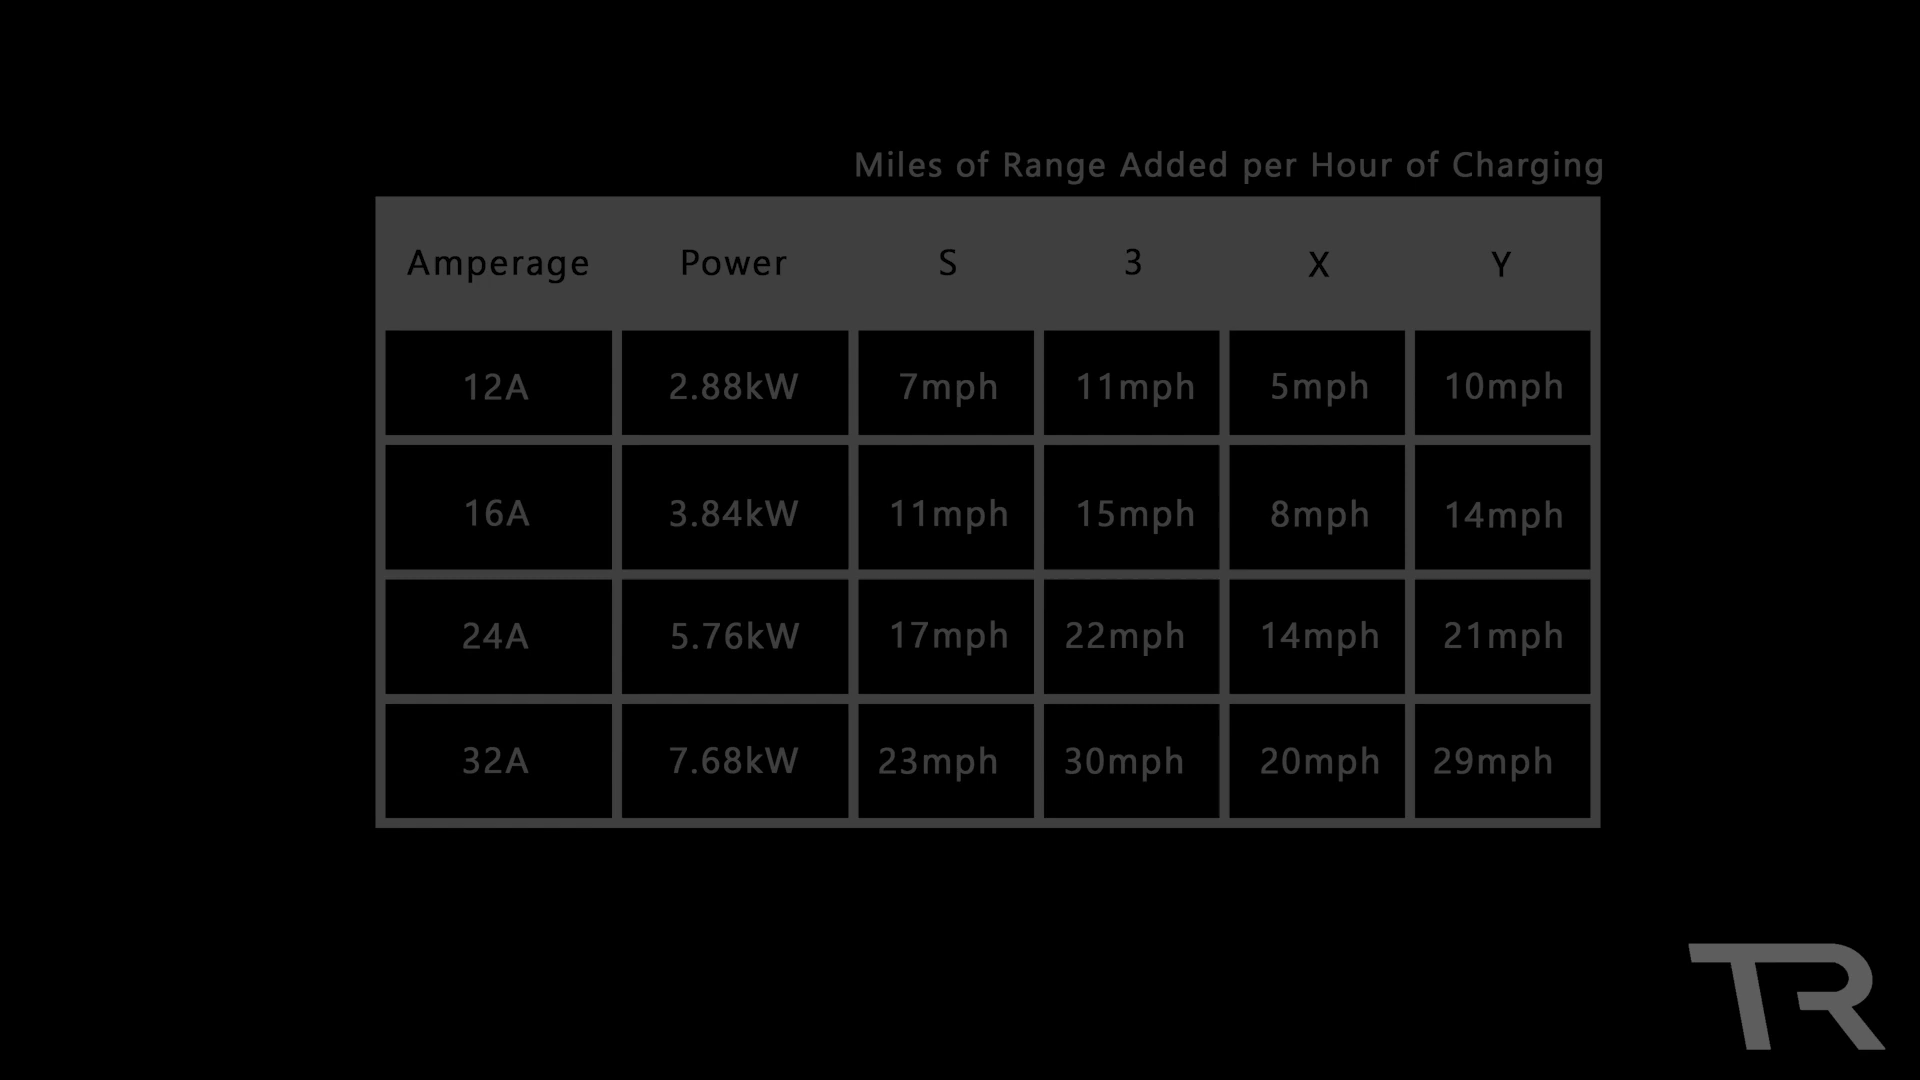 Miles of Range Added per Hour of Charging
Amperage Power S 3 X Y
12A 2.88kW 7mph 11mph 5mph 10mph
16A 3.84kW 11mph 15mph 8mph 14mph
24A 5.76kW 17mph 22mph 14mph 21mph
32A 7.68kW 23mph 30mph 20mph 29mph
TR